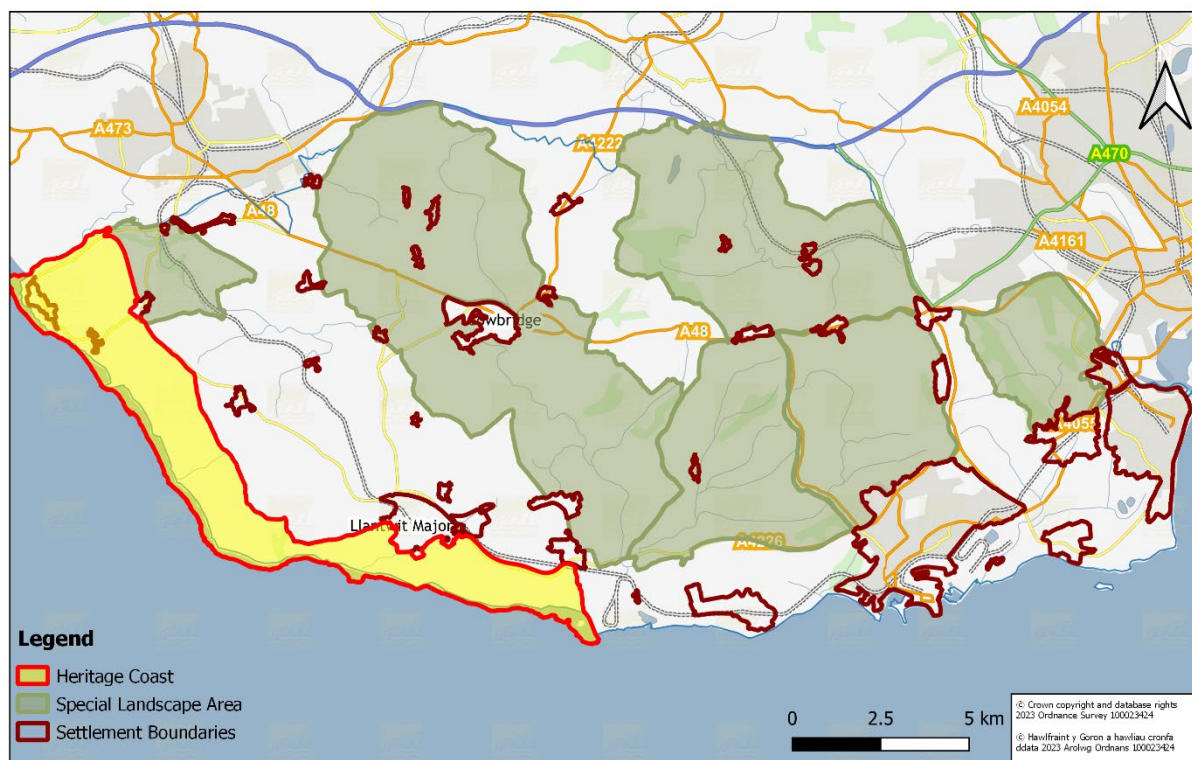 A4054
A473
A4222
A470
A48
A4161
Cowbridge
A48
A4055
Llantwit Major
A4226
Legend
Heritage Coast
Special Landscape Area
Settlement Boundaries
0 2.5 5 km
© Crown copyright and database rights
2023 Ordnance Survey 100023424
© Hawlfraint y Goron a hawliau cronfa
ddata 2023 Arolwg Ordnans 100023424